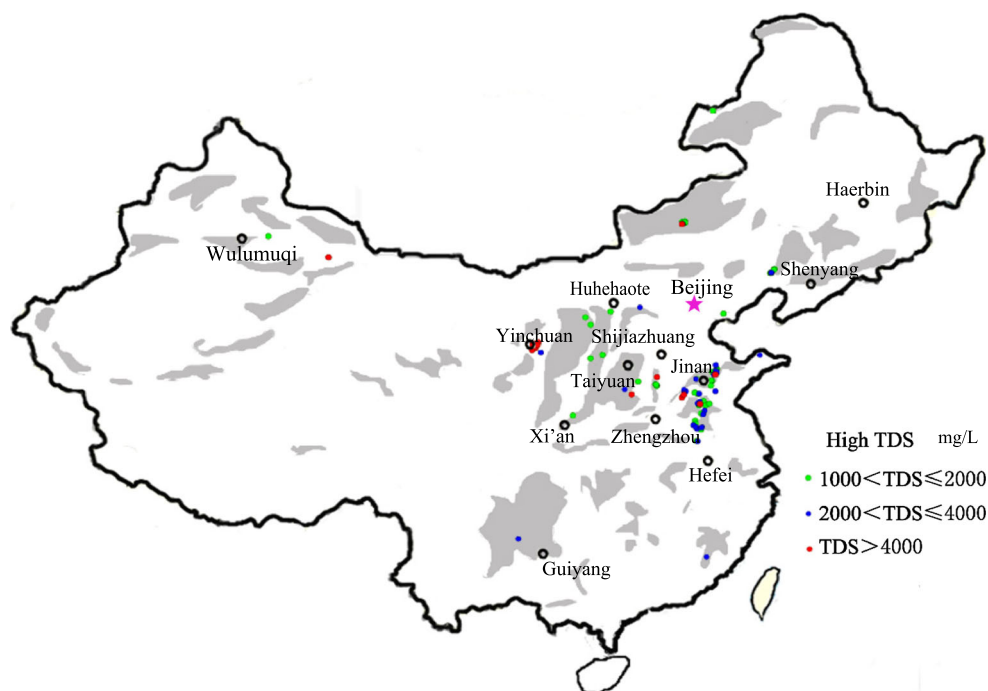 Haerbin
Wulumuqi
Shenyang
Beijing
Huhehaote
Yinchuan
Shijiazhuang
Jinan
Taiyuan
Xi'an
Zhengzhou
Hefei
Guiyang
High TDS mg/L
1000<TDS≤2000
2000<TDS≤4000
TDS>4000